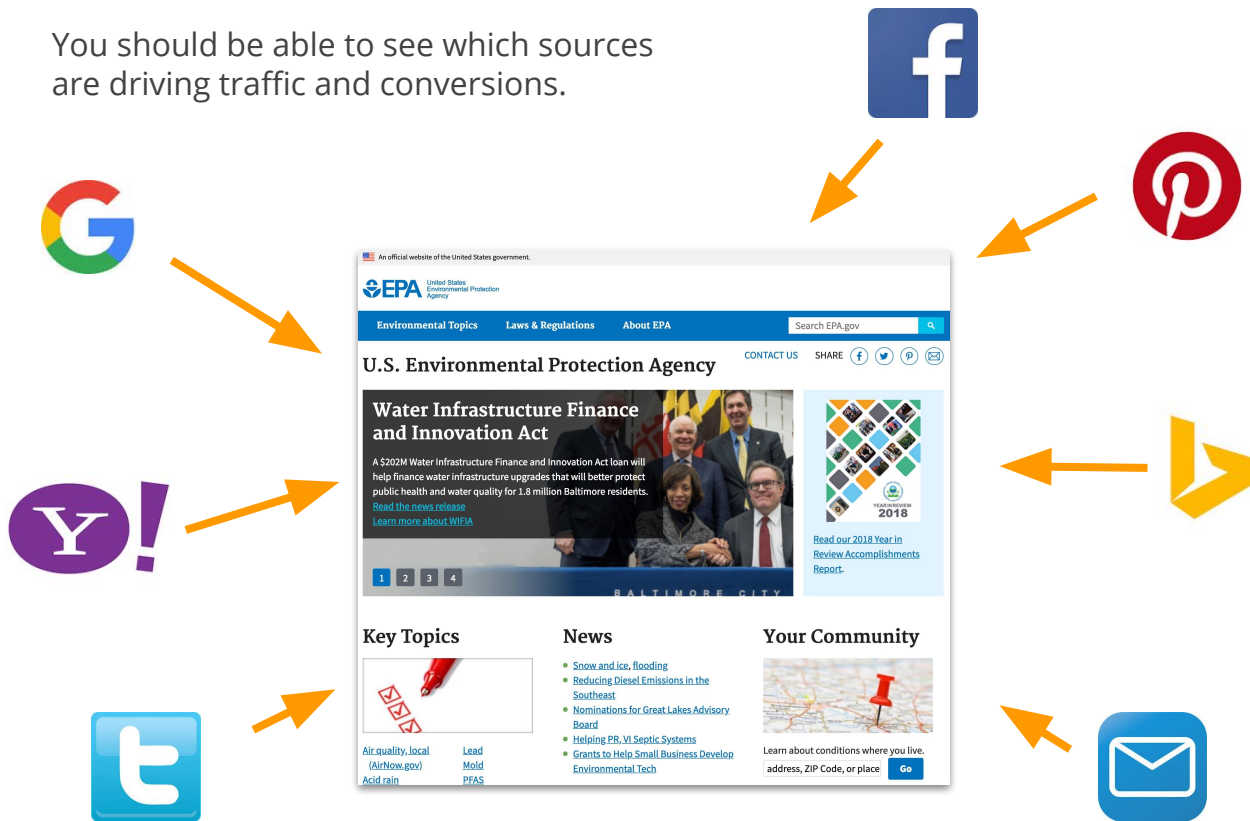 You should be able to see which sources
are driving traffic and conversions.
f
G
An official website of the United States government.
EPA
United States
Environmental Protection
Agency
Environmental Topics Laws & Regulations About EPA Search EPA.gov
U.S. Environmental Protection Agency
CONTACT US SHARE
Water Infrastructure Finance
and Innovation Act
A $202M Water Infrastructure Finance and Innovation Act loan will
help finance water infrastructure upgrades that will better protect
public health and water quality for 1.8 million Baltimore residents.
Read the news release
Learn more about WIFIA
1 2 3 4
BALTIMORE CITY
YEAR IN REVIEW
2018
Read our 2018 Year in
Review Accomplishments
Report.
Y!
Key Topics
Air quality, local
(AirNow.gov)
Acid rain
Lead
Mold
PFAS
News
Snow and ice, flooding
Reducing Diesel Emissions in the
Southeast
Nominations for Great Lakes Advisory
Board
Helping PR, VI Septic Systems
Grants to Help Small Business Develop
Environmental Tech
Your Community
Learn about conditions where you live.
address, ZIP Code, or place Go
t